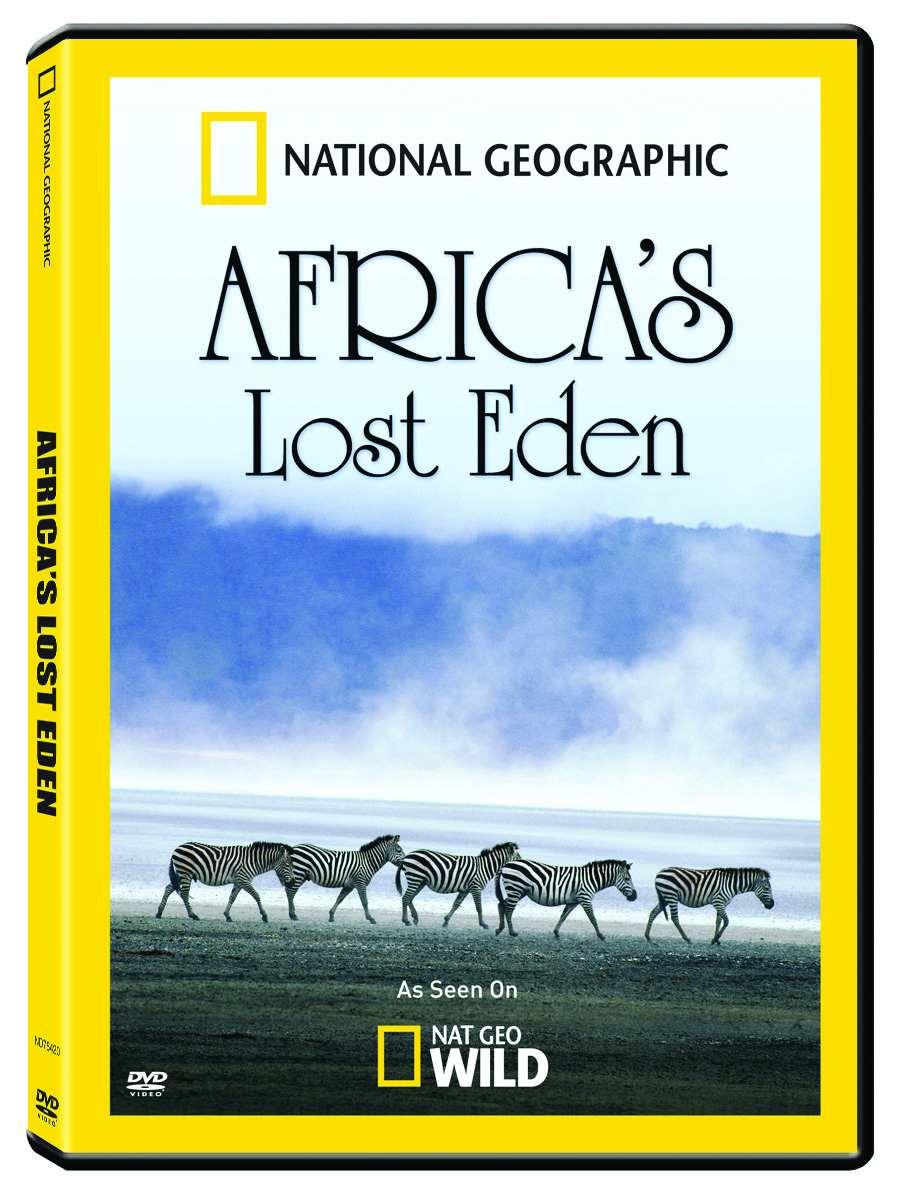 NATIONAL GEOGRAPHIC
AFRICA'S LOST EDEN
ND75420
DVD
VIDEO
NATIONAL GEOGRAPHIC
AFRICA'S
Lost Eden
As Seen On
NAT GEO
WILD
DVD
VIDEO